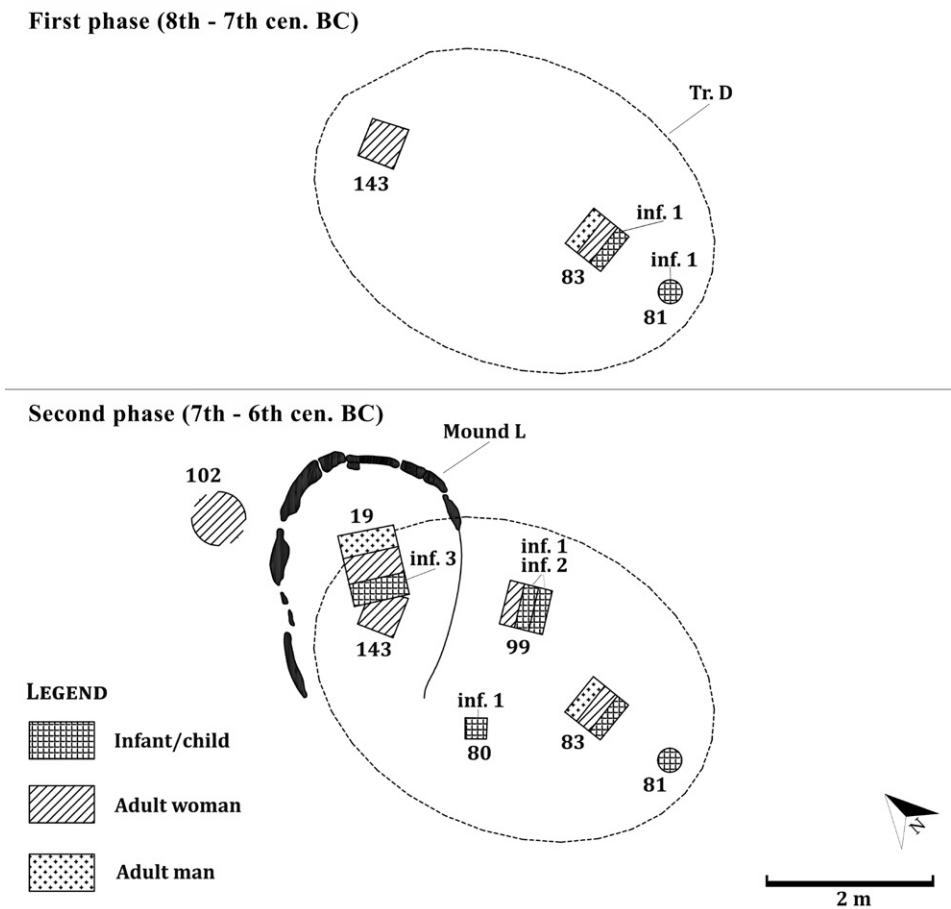 First phase (8th - 7th cen. BC)
Tr. D
143
inf. 1
83
inf. 1
81
Second phase (7th - 6th cen. BC)
Mound L
102
19
inf. 3
143
inf. 1
inf. 2
99
inf. 1
80
83
81
LEGEND
Infant/child
Adult woman
Adult man
N
2 m